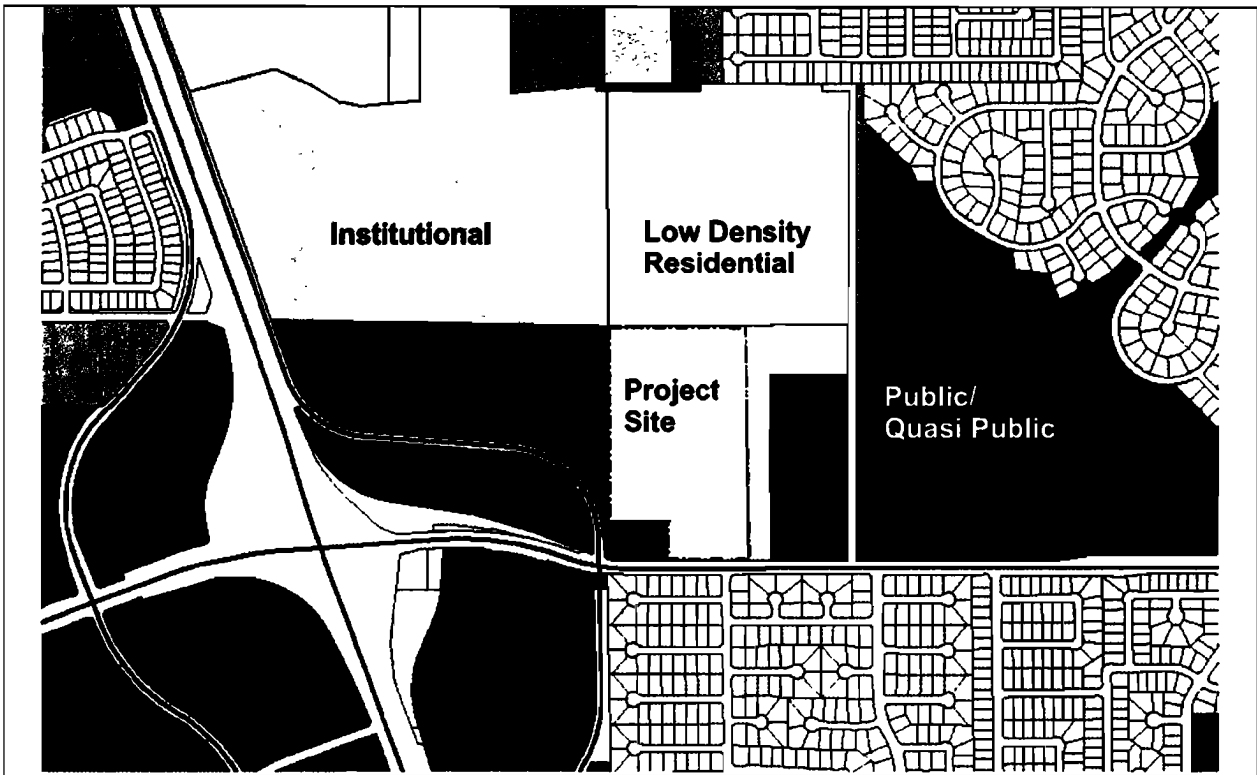 Institutional
Low Density
Residential
Project
Site
Public/
Quasi Public